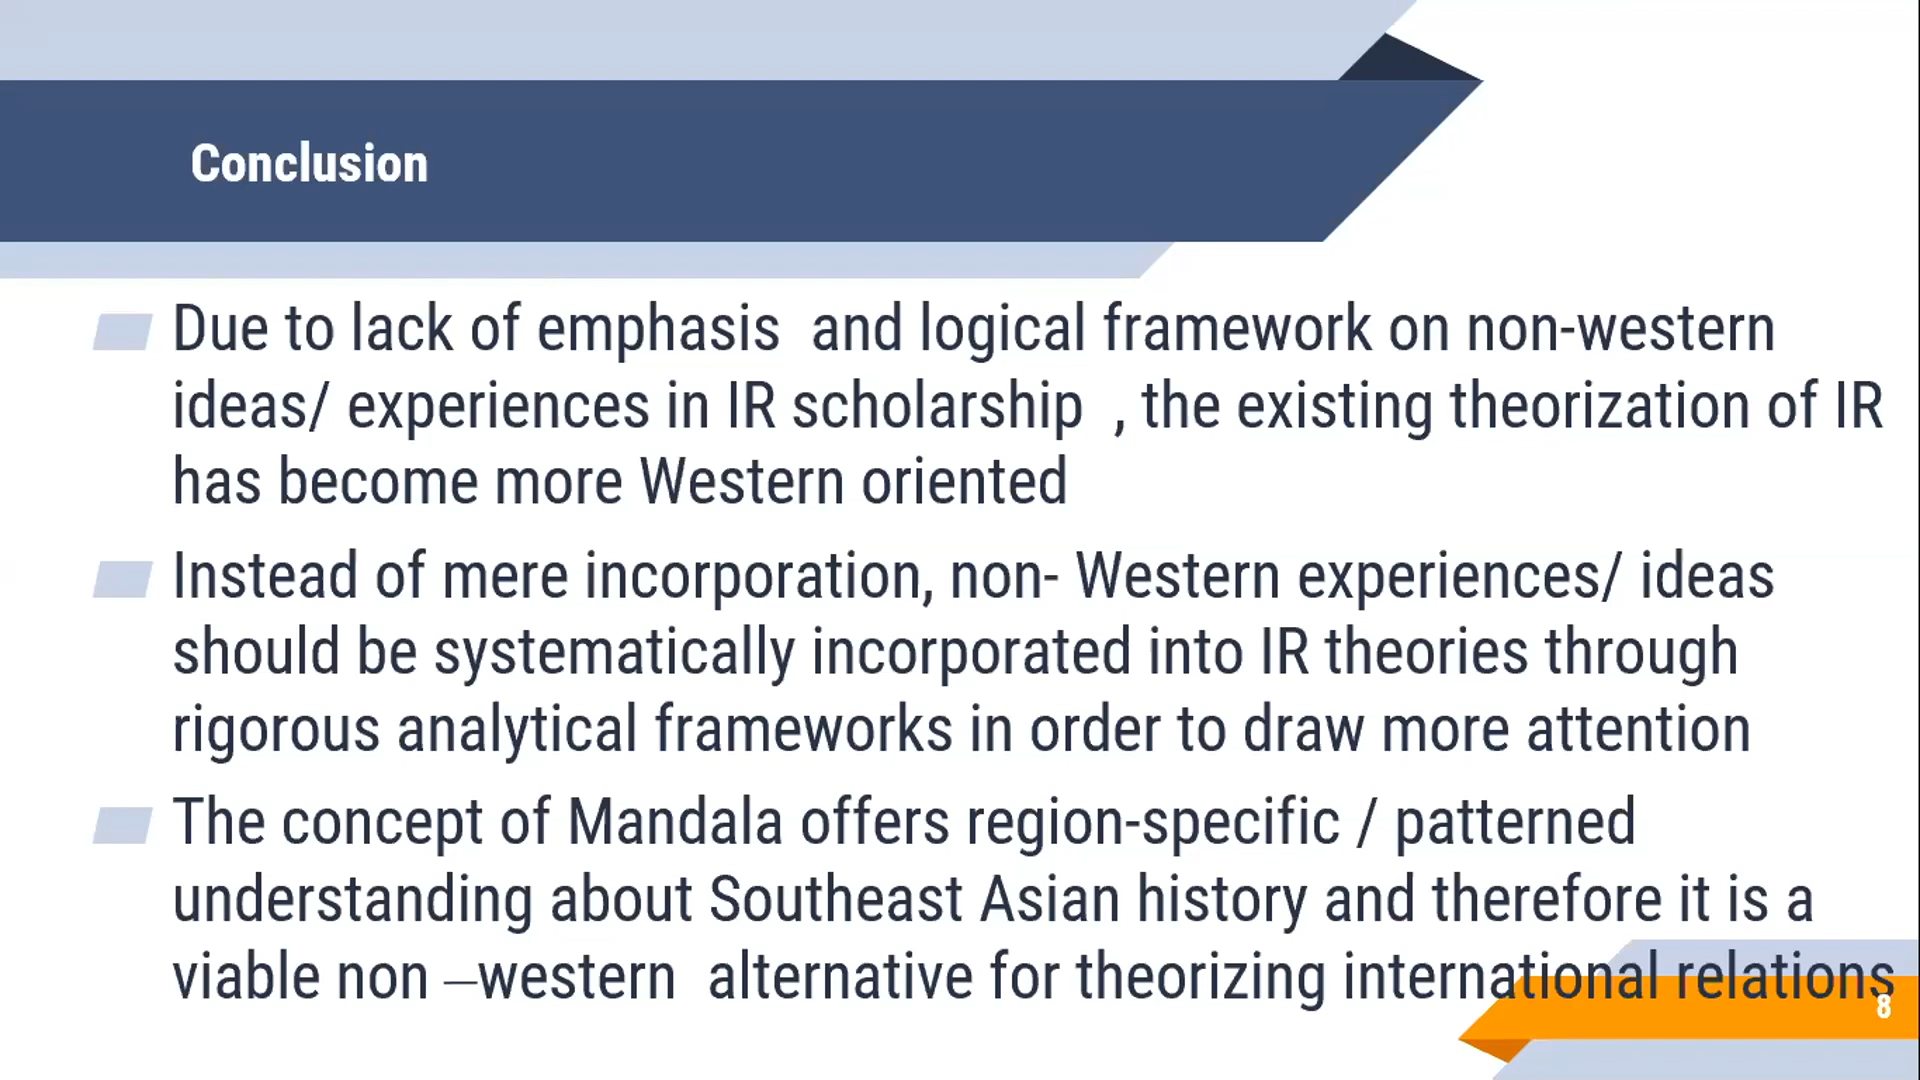 Conclusion
Due to lack of emphasis  and logical framework on non-western
ideas/ experiences in IR scholarship  , the existing theorization of IR
has become more Western oriented
Instead of mere incorporation, non- Western experiences/ ideas
should be systematically incorporated into IR theories through
rigorous analytical frameworks in order to draw more attention
The concept of Mandala offers region-specific / patterned
understanding about Southeast Asian history and therefore it is a
viable non –western  alternative for theorizing international relations
8